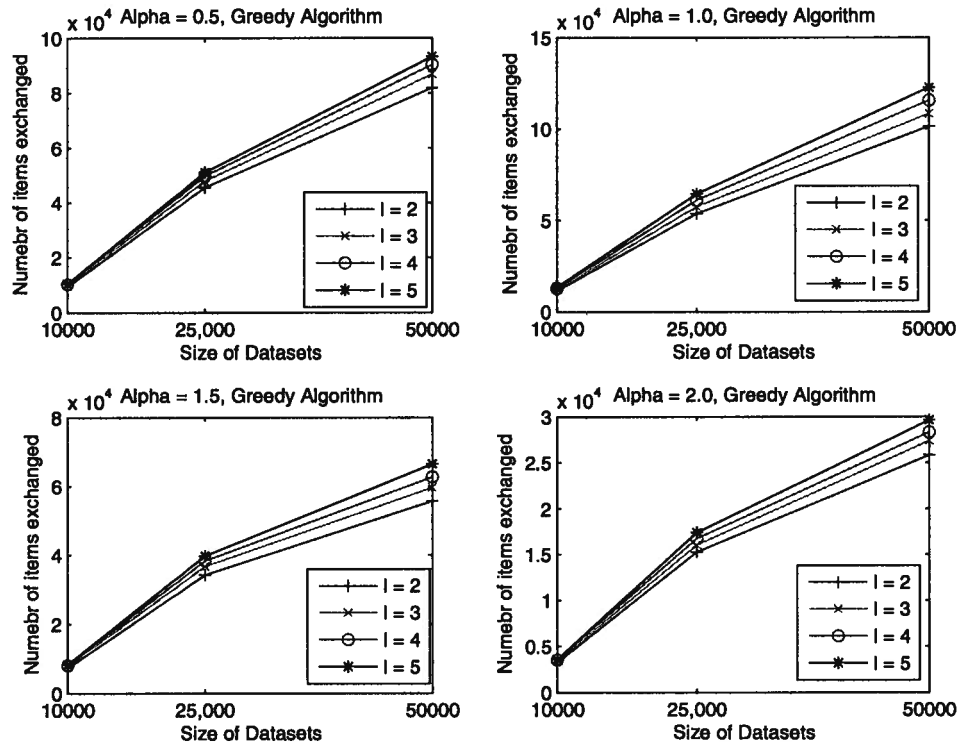 x 10^4 Alpha = 0.5, Greedy Algorithm
10
8
6
4
2
0
Numebr of items exchanged
10000 25,000 50000
Size of Datasets
l = 2
l = 3
l = 4
l = 5
x 10^4 Alpha = 1.0, Greedy Algorithm
15
10
5
0
Numebr of items exchanged
10000 25,000 50000
Size of Datasets
l = 2
l = 3
l = 4
l = 5
x 10^4 Alpha = 1.5, Greedy Algorithm
8
6
4
2
0
Numebr of items exchanged
10000 25,000 50000
Size of Datasets
l = 2
l = 3
l = 4
l = 5
x 10^4 Alpha = 2.0, Greedy Algorithm
3
2.5
2
1.5
1
0.5
0
Numebr of items exchanged
10000 25,000 50000
Size of Datasets
l = 2
l = 3
l = 4
l = 5